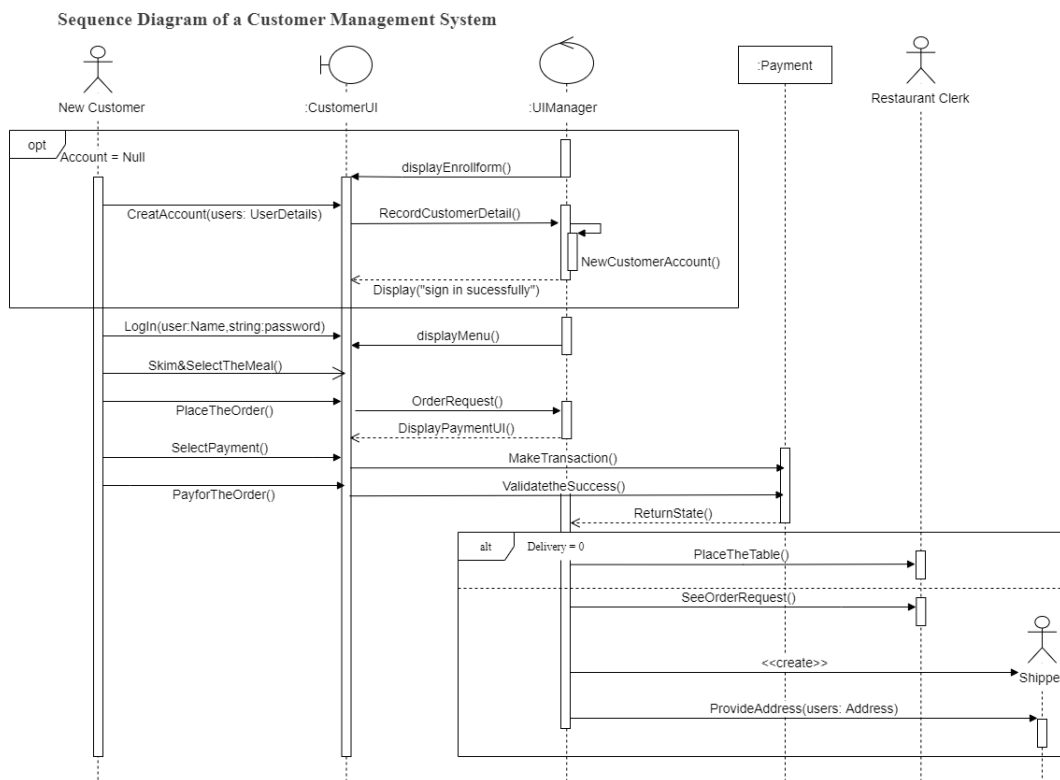 Sequence Diagram of a Customer Management System
New Customer
:CustomerUI
:UIManager
:Payment
Restaurant Clerk
opt
Account = Null
displayEnrollform()
CreatAccount(users: UserDetails)
RecordCustomerDetail()
NewCustomerAccount()
Display("sign in sucessfully")
LogIn(user:Name,string:password)
displayMenu()
Skim&SelectTheMeal()
PlaceTheOrder()
OrderRequest()
DisplayPaymentUI()
SelectPayment()
MakeTransaction()
PayforTheOrder()
ValidatetheSuccess()
ReturnState()
alt
Delivery = 0
PlaceTheTable()
SeeOrderRequest()
<<create>>
Shippe
ProvideAddress(users: Address)